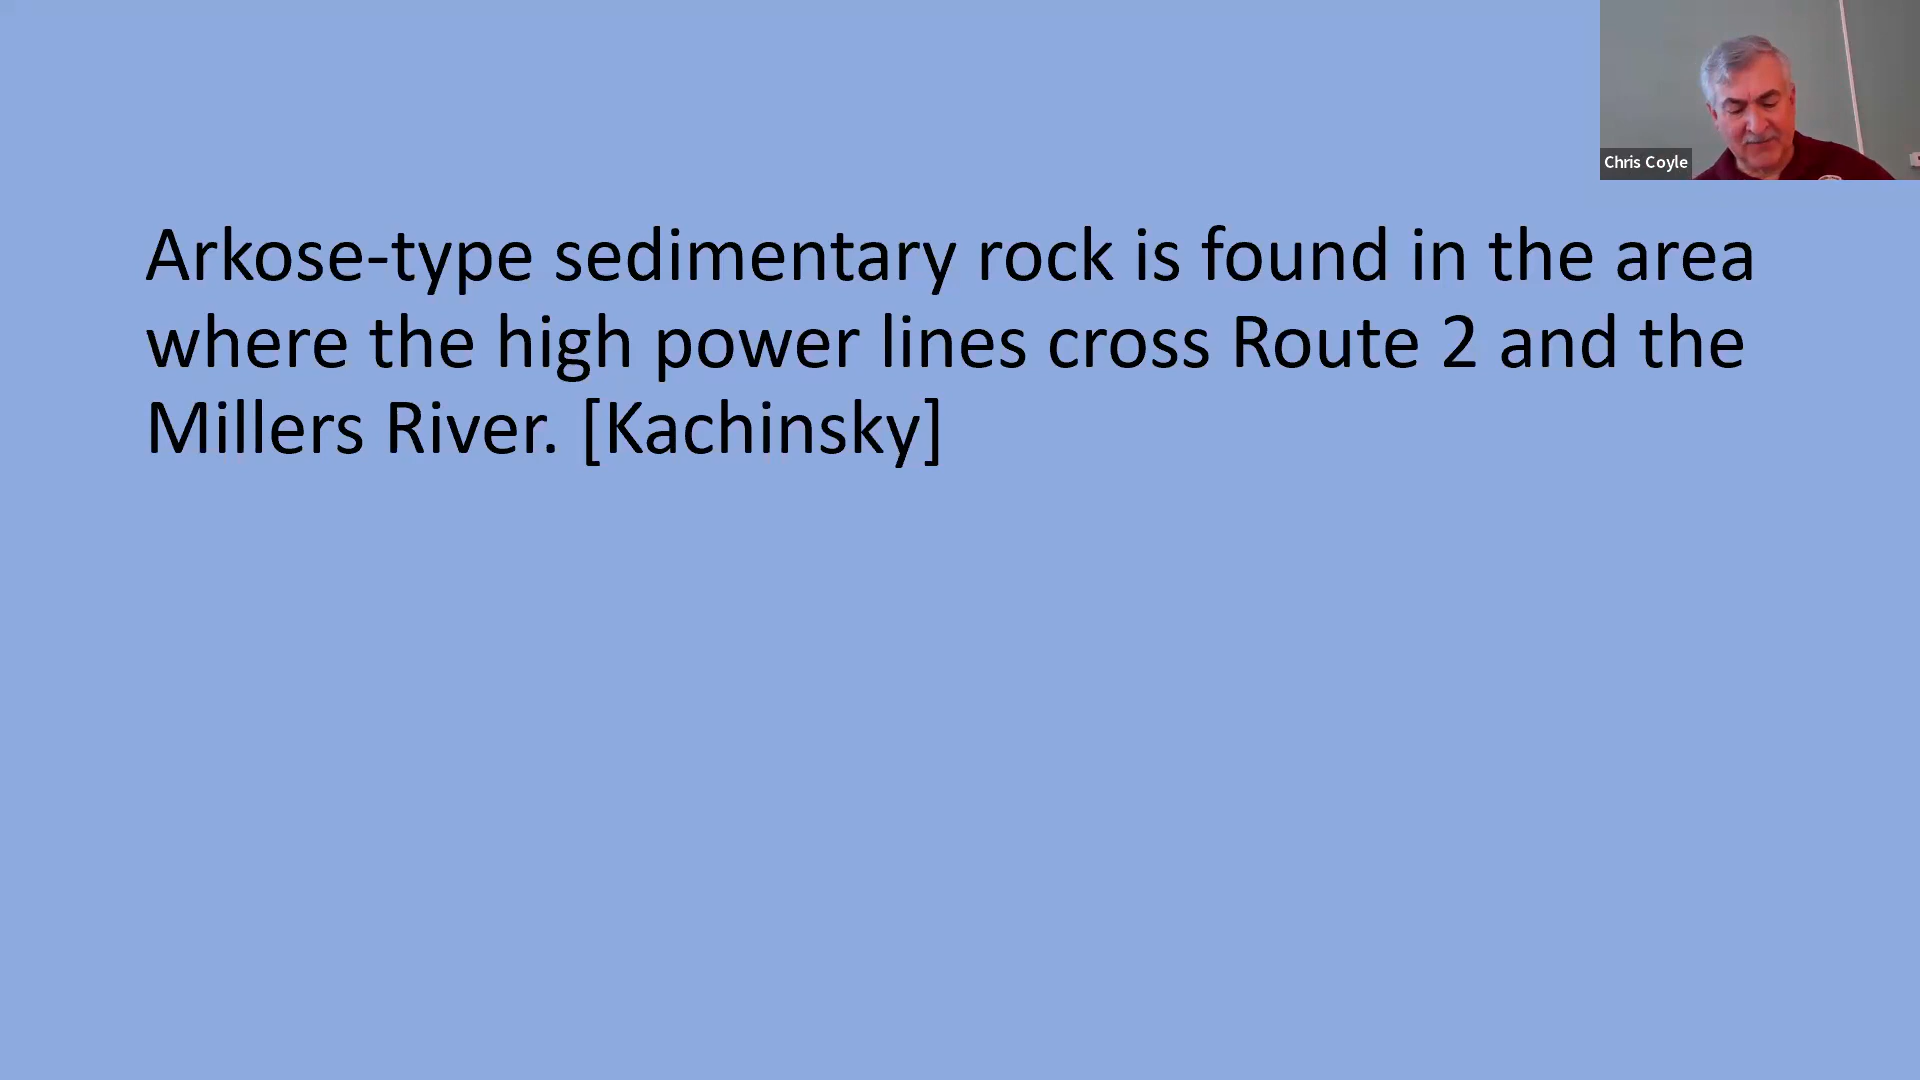 Chris Coyle
Arkose-type sedimentary rock is found in the area
where the high power lines cross Route 2 and the
Millers River. [Kachinsky]